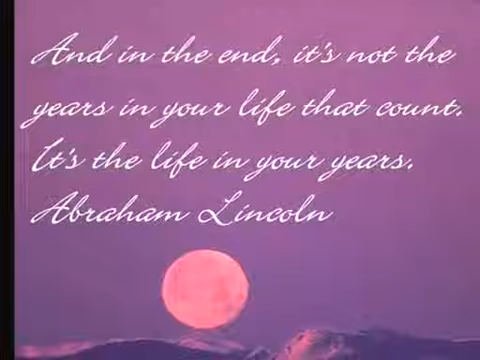 And in the end, it's not the
years in your life that count.
It's the life in your years.
Abraham Lincoln